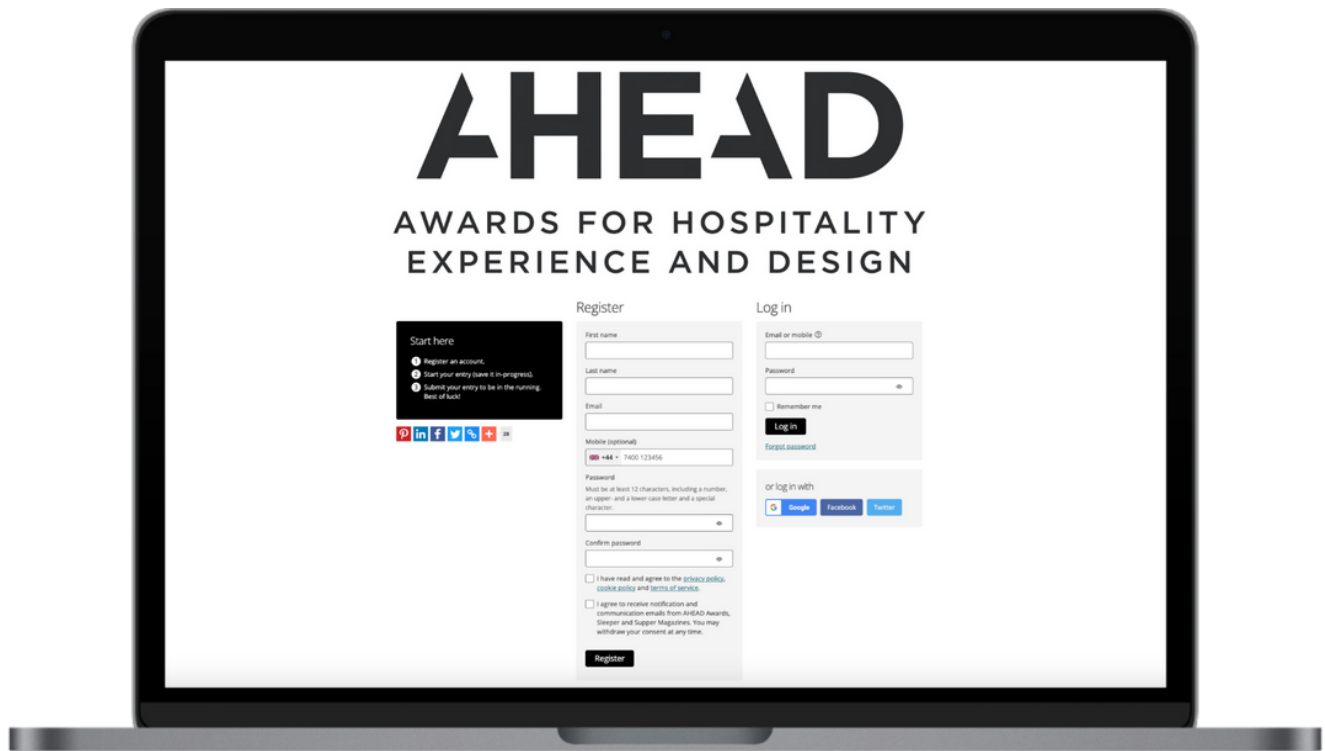 AHEAD
AWARDS FOR HOSPITALITY
EXPERIENCE AND DESIGN
Start here
1 Register an account.
2 Start your entry (save it in-progress).
3 Submit your entry to be in the running.
Best of luck!
Register
First name
Last name
Email
Mobile (optional)
+44 7400 123456
Password
Must be at least 12 characters, including a number,
an upper- and a lower-case letter and a special
character.
Confirm password
I have read and agree to the privacy policy,
cookie policy and terms of service.
I agree to receive notification and
communication emails from AHEAD Awards,
Sleeper and Supper Magazines. You may
withdraw your consent at any time.
Register
Log in
Email or mobile
Password
Remember me
Log in
Forgot password
or log in with
Google Facebook Twitter